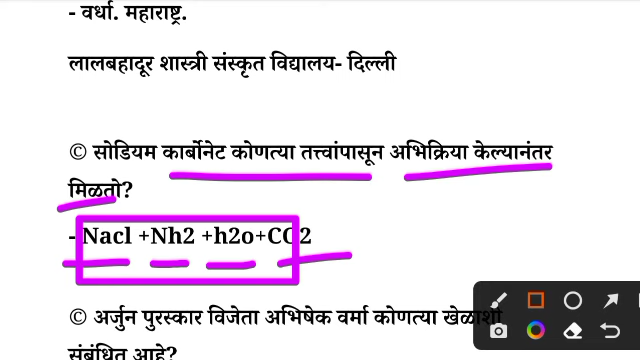 - वर्धा. महाराष्ट्र.
लालबहादूर शास्त्री संस्कृत विद्यालय- दिल्ली
© सोडियम कार्बोनेट कोणत्या तत्त्वांपासून अभिक्रिया केल्यानंतर
मिळतो?
- Nacl +Nh2 +h2o+CO2
© अर्जुन पुरस्कार विजेता अभिषेक वर्मा कोणत्या खेळाशी
संबंधित आहे?